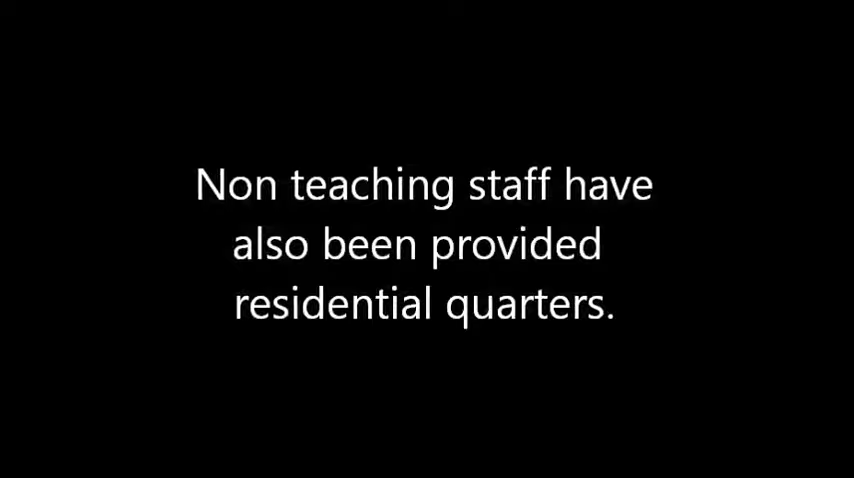 Non teaching staff have
also been provided
residential quarters.